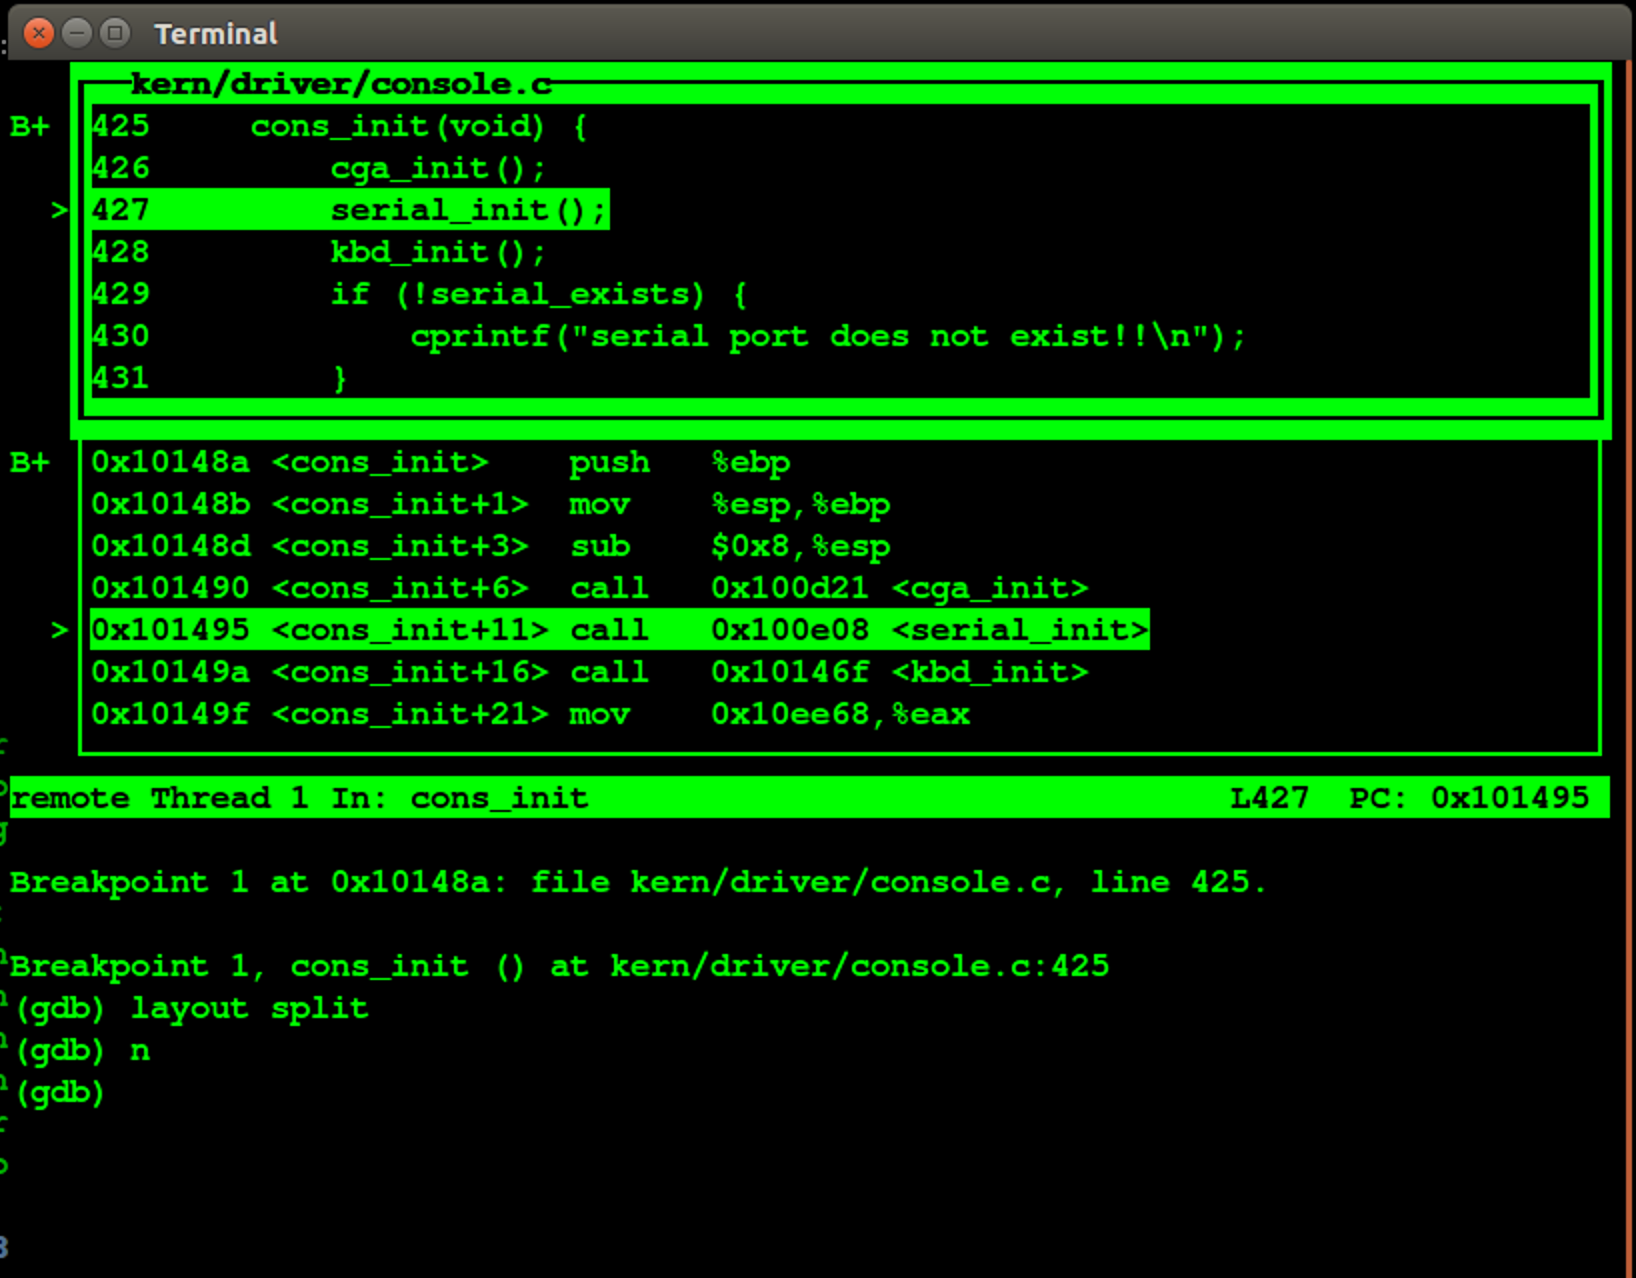 Terminal
kern/driver/console.c
B+ 425     cons_init(void) {
426         cga_init();
> 427         serial_init();
428         kbd_init();
429         if (!serial_exists) {
430             cprintf("serial port does not exist!!\n");
431         }
B+ 0x10148a <cons_init>    push   %ebp
0x10148b <cons_init+1>  mov    %esp,%ebp
0x10148d <cons_init+3>  sub    $0x8,%esp
0x101490 <cons_init+6>  call   0x100d21 <cga_init>
> 0x101495 <cons_init+11> call   0x100e08 <serial_init>
0x10149a <cons_init+16> call   0x10146f <kbd_init>
0x10149f <cons_init+21> mov    0x10ee68,%eax
remote Thread 1 In: cons_init L427 PC: 0x101495
Breakpoint 1 at 0x10148a: file kern/driver/console.c, line 425.
Breakpoint 1, cons_init () at kern/driver/console.c:425
(gdb) layout split
(gdb) n
(gdb)